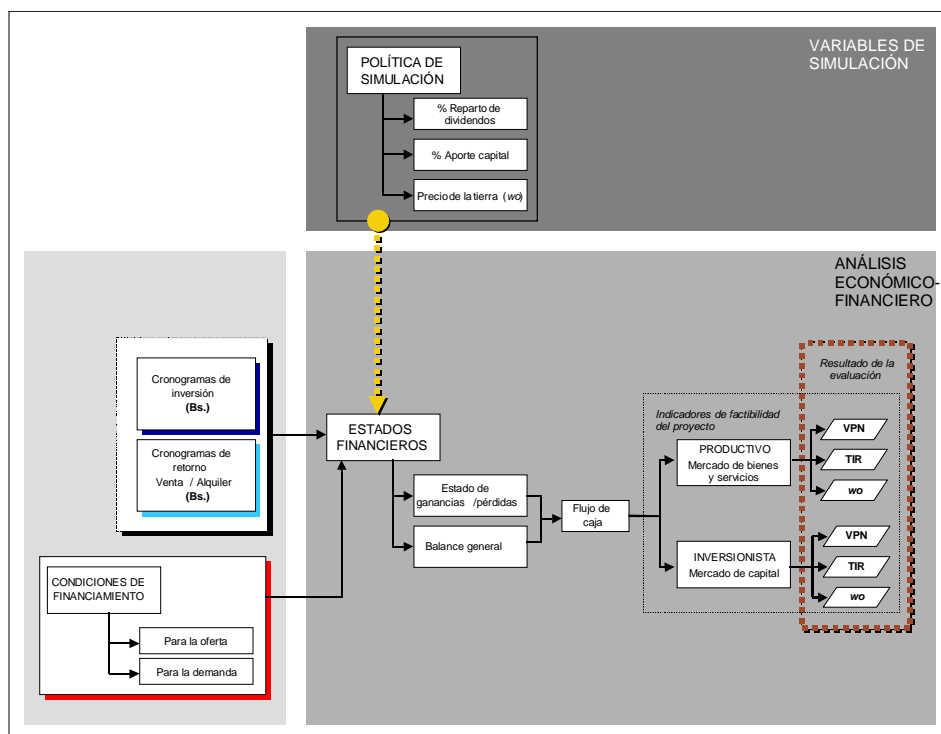 VARIABLES DE
SIMULACIÓN
POLÍTICA DE
SIMULACIÓN
% Reparto de
dividendos
% Aporte capital
Precio de la tierra (wo)
ANÁLISIS
ECONÓMICO-
FINANCIERO
Cronogramas de
inversión
(Bs.)
Cronogramas de
retorno
Venta / Alquiler
(Bs.)
CONDICIONES DE
FINANCIAMIENTO
Para la oferta
Para la demanda
ESTADOS
FINANCIEROS
Estado de
ganancias /pérdidas
Balance general
Flujo de
caja
Indicadores de factibilidad
del proyecto
PRODUCTIVO
Mercado de bienes
y servicios
INVERSIONISTA
Mercado de capital
Resultado de la
evaluación
VPN
TIR
wo
VPN
TIR
wo